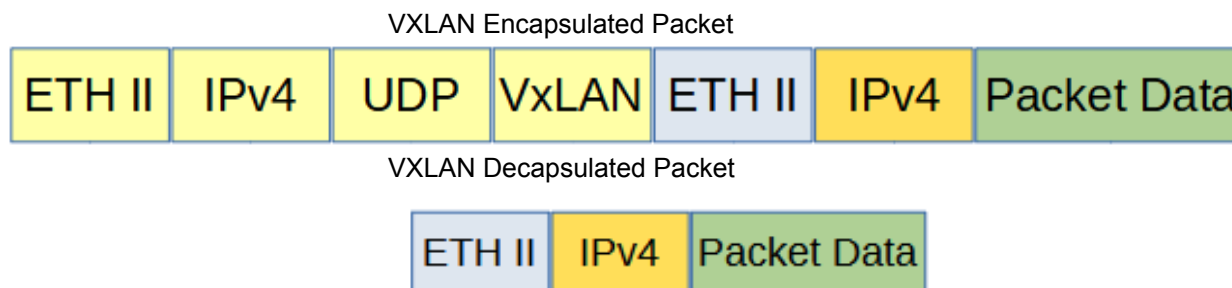 VXLAN Encapsulated Packet
ETH II IPv4 UDP VxLAN ETH II IPv4 Packet Data
VXLAN Decapsulated Packet
ETH II IPv4 Packet Data